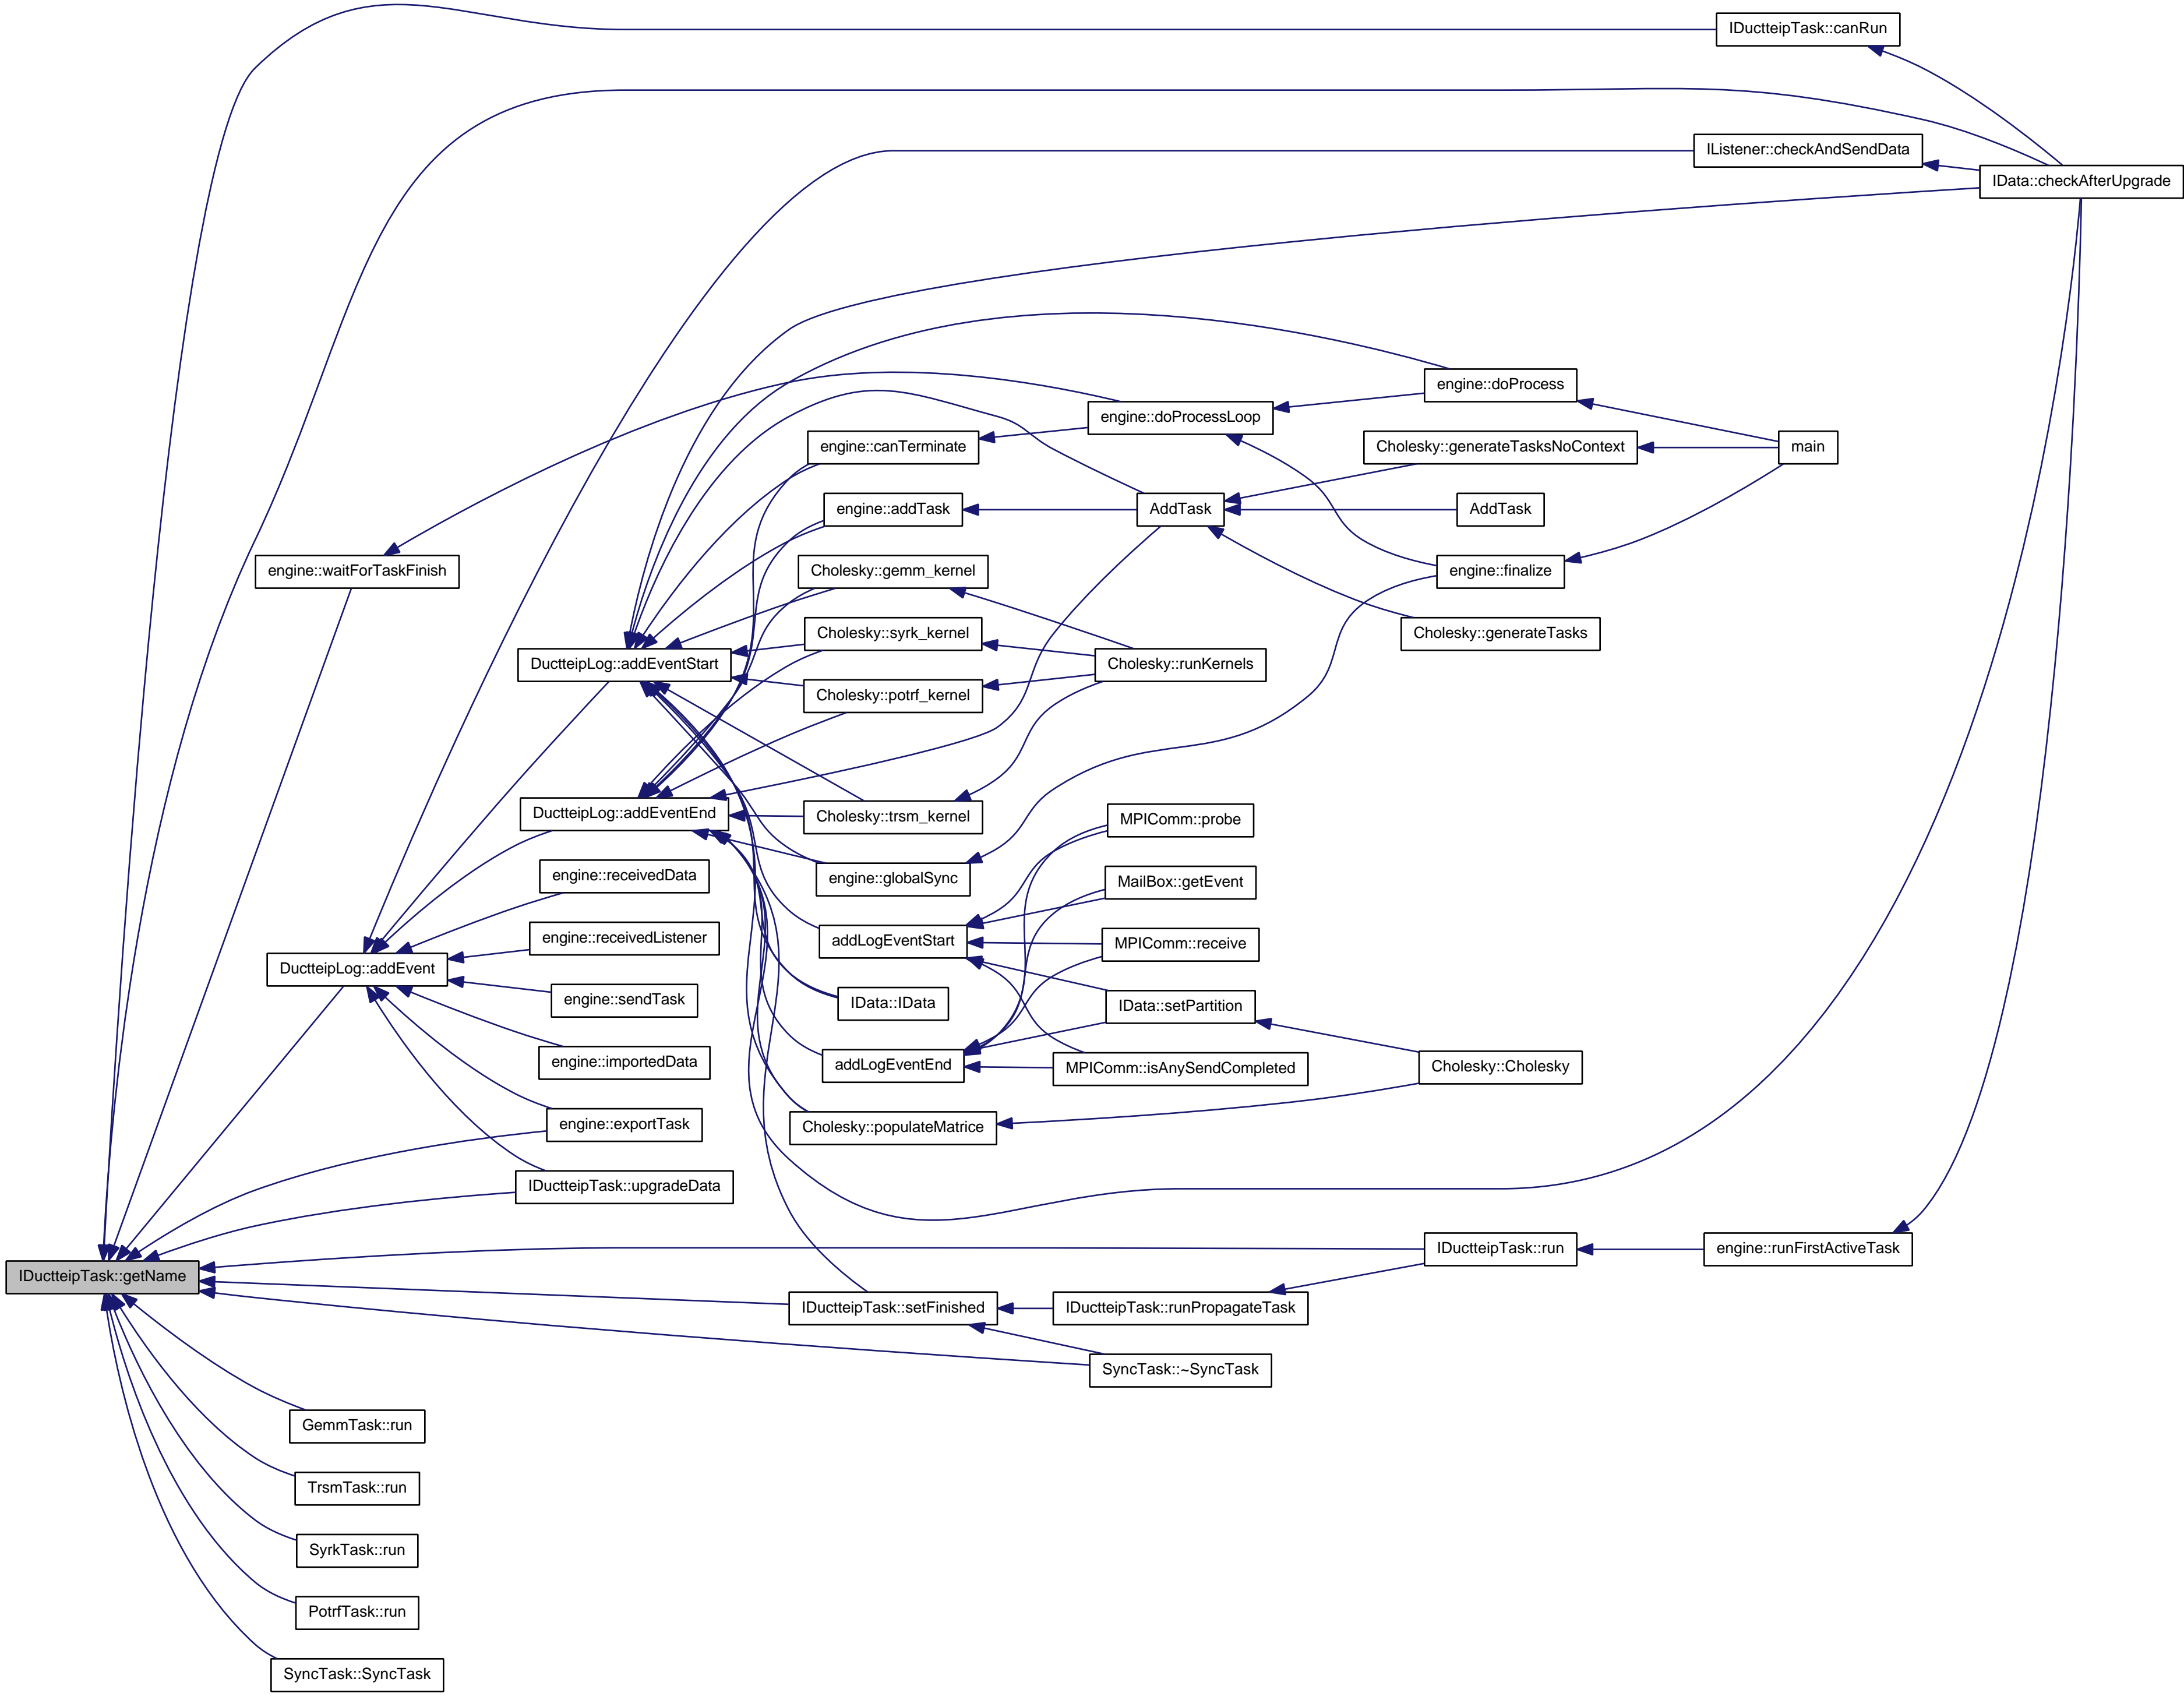 IDuctteipTask::canRun
IListener::checkAndSendData
IData::checkAfterUpgrade
engine::doProcess
engine::doProcessLoop
engine::canTerminate
Cholesky::generateTasksNoContext
main
engine::addTask
AddTask
AddTask
engine::waitForTaskFinish
Cholesky::gemm_kernel
engine::finalize
Cholesky::syrk_kernel
Cholesky::generateTasks
DuctteipLog::addEventStart
Cholesky::runKernels
Cholesky::potrf_kernel
DuctteipLog::addEventEnd
Cholesky::trsm_kernel
MPIComm::probe
engine::receivedData
engine::globalSync
MailBox::getEvent
engine::receivedListener
addLogEventStart
MPIComm::receive
DuctteipLog::addEvent
engine::sendTask
IData::IData
IData::setPartition
engine::importedData
addLogEventEnd
MPIComm::isAnySendCompleted
Cholesky::Cholesky
engine::exportTask
Cholesky::populateMatrice
IDuctteipTask::upgradeData
IDuctteipTask::run
engine::runFirstActiveTask
IDuctteipTask::getName
IDuctteipTask::setFinished
IDuctteipTask::runPropagateTask
SyncTask::~SyncTask
GemmTask::run
TrsmTask::run
SyrkTask::run
PotrfTask::run
SyncTask::SyncTask